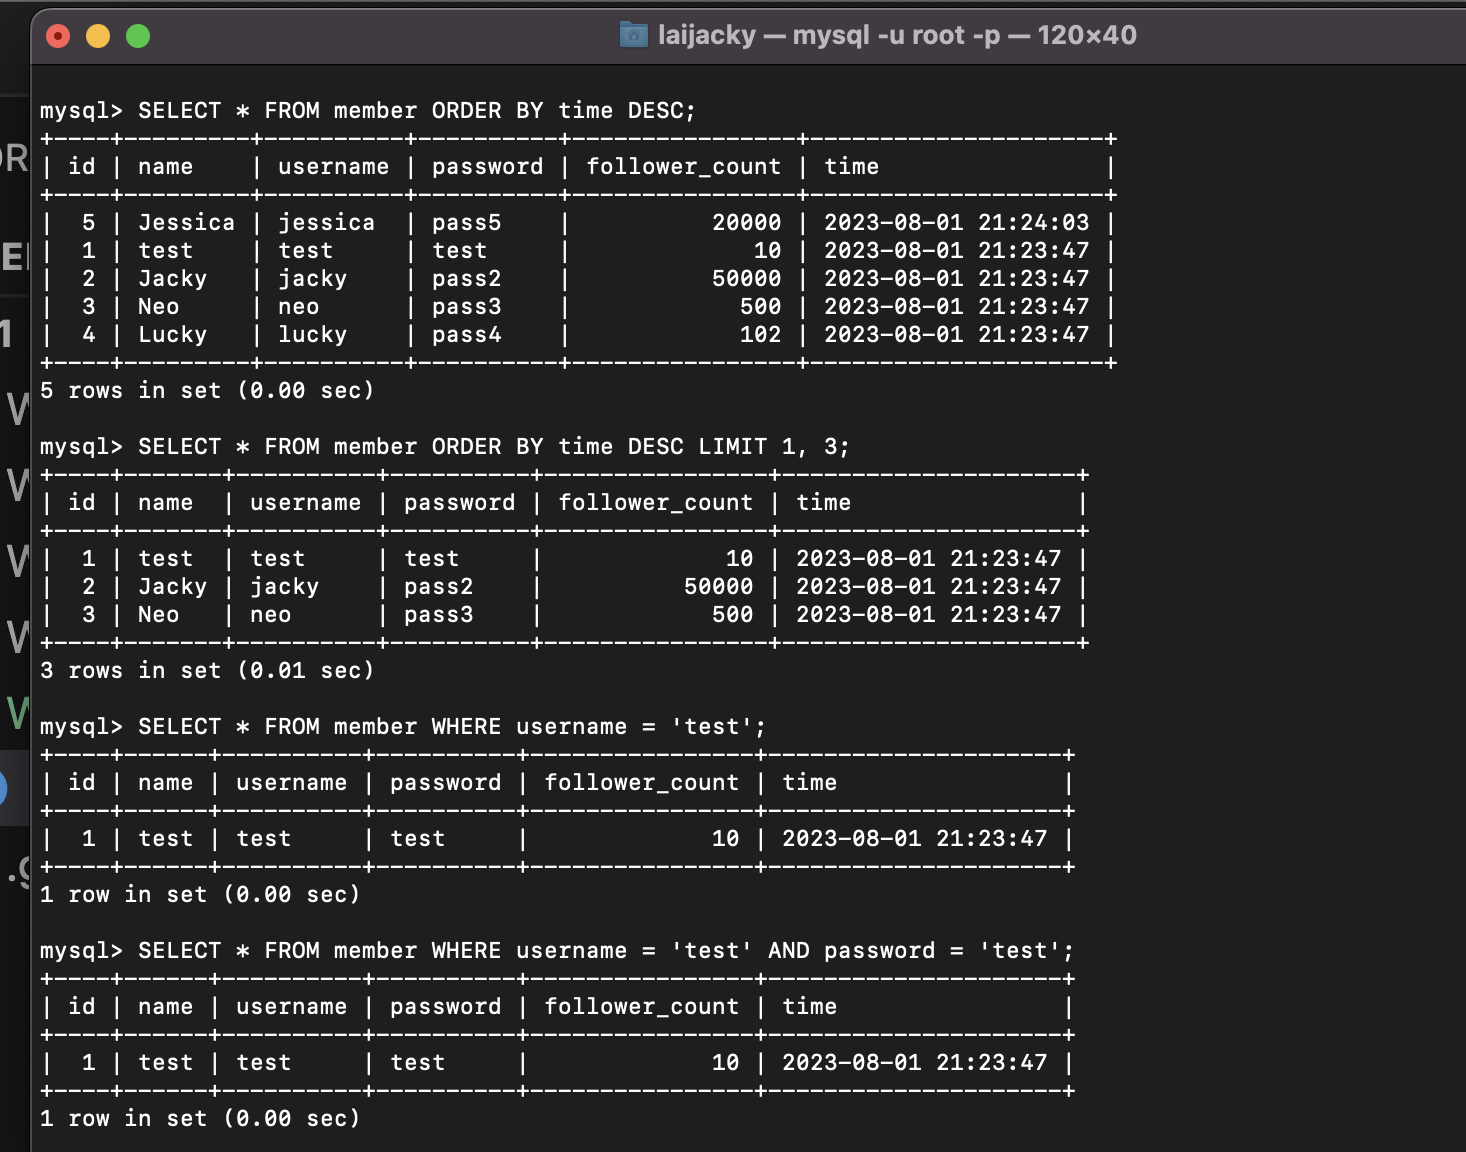 laijacky — mysql -u root -p — 120×40
mysql> SELECT * FROM member ORDER BY time DESC;
+----+----------+----------+----------+----------------+---------------------+
| id | name     | username | password | follower_count | time                |
+----+----------+----------+----------+----------------+---------------------+
|  5 | Jessica | jessica  | pass5    |          20000 | 2023-08-01 21:24:03 |
|  1 | test    | test     | test     |             10 | 2023-08-01 21:23:47 |
|  2 | Jacky   | jacky    | pass2    |          50000 | 2023-08-01 21:23:47 |
|  3 | Neo     | neo      | pass3    |            500 | 2023-08-01 21:23:47 |
|  4 | Lucky   | lucky    | pass4    |            102 | 2023-08-01 21:23:47 |
+----+---------+----------+----------+----------------+---------------------+
5 rows in set (0.00 sec)
mysql> SELECT * FROM member ORDER BY time DESC LIMIT 1, 3;
+----+-------+----------+----------+----------------+---------------------+
| id | name  | username | password | follower_count | time                |
+----+-------+----------+----------+----------------+---------------------+
|  1 | test  | test     | test     |             10 | 2023-08-01 21:23:47 |
|  2 | Jacky | jacky    | pass2    |          50000 | 2023-08-01 21:23:47 |
|  3 | Neo   | neo      | pass3    |            500 | 2023-08-01 21:23:47 |
+----+-------+----------+----------+----------------+---------------------+
3 rows in set (0.01 sec)
mysql> SELECT * FROM member WHERE username = 'test';
+----+------+----------+----------+----------------+---------------------+
| id | name | username | password | follower_count | time                |
+----+------+----------+----------+----------------+---------------------+
|  1 | test | test     | test     |             10 | 2023-08-01 21:23:47 |
+----+------+----------+----------+----------------+---------------------+
1 row in set (0.00 sec)
mysql> SELECT * FROM member WHERE username = 'test' AND password = 'test';
+----+------+----------+----------+----------------+---------------------+
| id | name | username | password | follower_count | time                |
+----+------+----------+----------+----------------+---------------------+
|  1 | test | test     | test     |             10 | 2023-08-01 21:23:47 |
+----+------+----------+----------+----------------+---------------------+
1 row in set (0.00 sec)